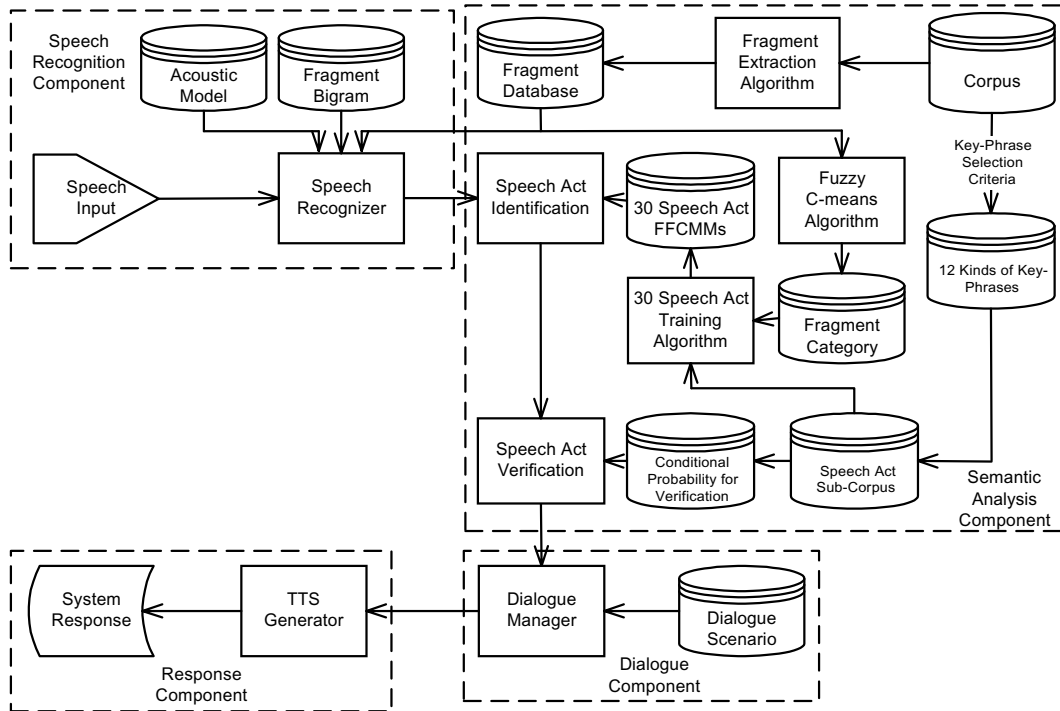 Speech
Recognition
Component
Acoustic
Model
Fragment
Bigram
Fragment
Database
Fragment
Extraction
Algorithm
Corpus
Key-Phrase
Selection
Criteria
Speech
Input
Speech
Recognizer
Speech Act
Identification
30 Speech Act
FFCMMs
Fuzzy
C-means
Algorithm
12 Kinds of Key-
Phrases
30 Speech Act
Training
Algorithm
Fragment
Category
Speech Act
Verification
Conditional
Probability for
Verification
Speech Act
Sub-Corpus
Semantic
Analysis
Component
System
Response
TTS
Generator
Dialogue
Manager
Dialogue
Scenario
Response
Component
Dialogue
Component